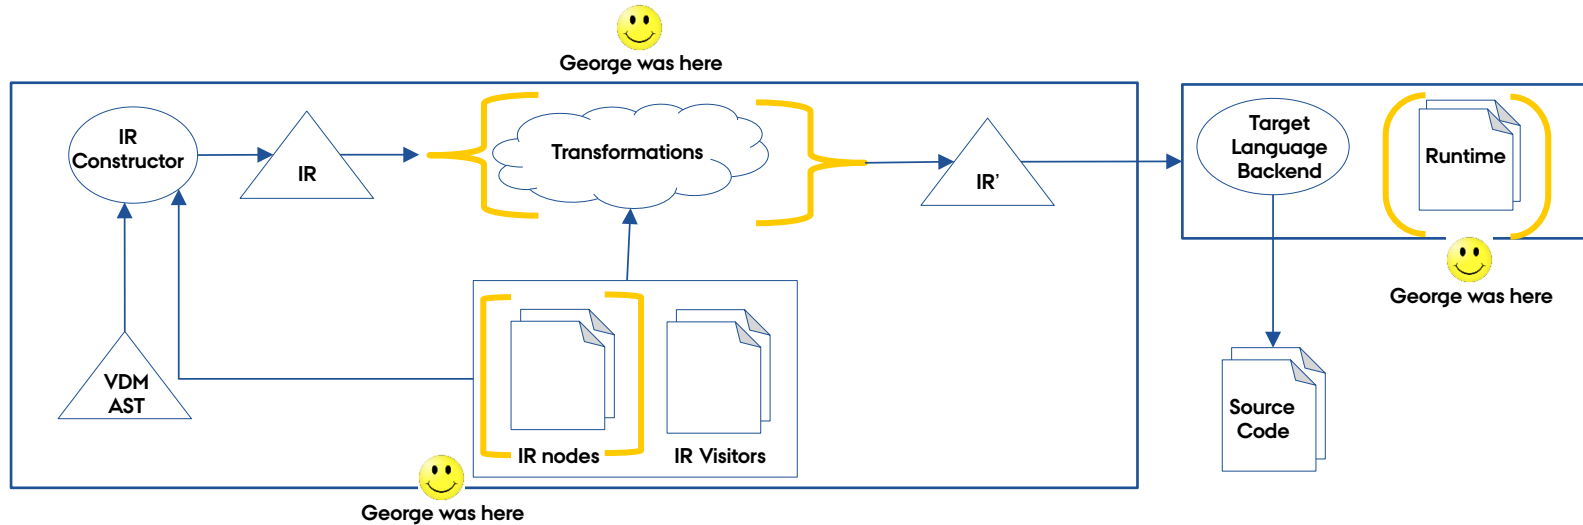 George was here
IR
Constructor
IR
Transformations
IR’
Target
Language
Backend
Runtime
George was here
VDM
AST
IR nodes
IR Visitors
Source
Code
George was here